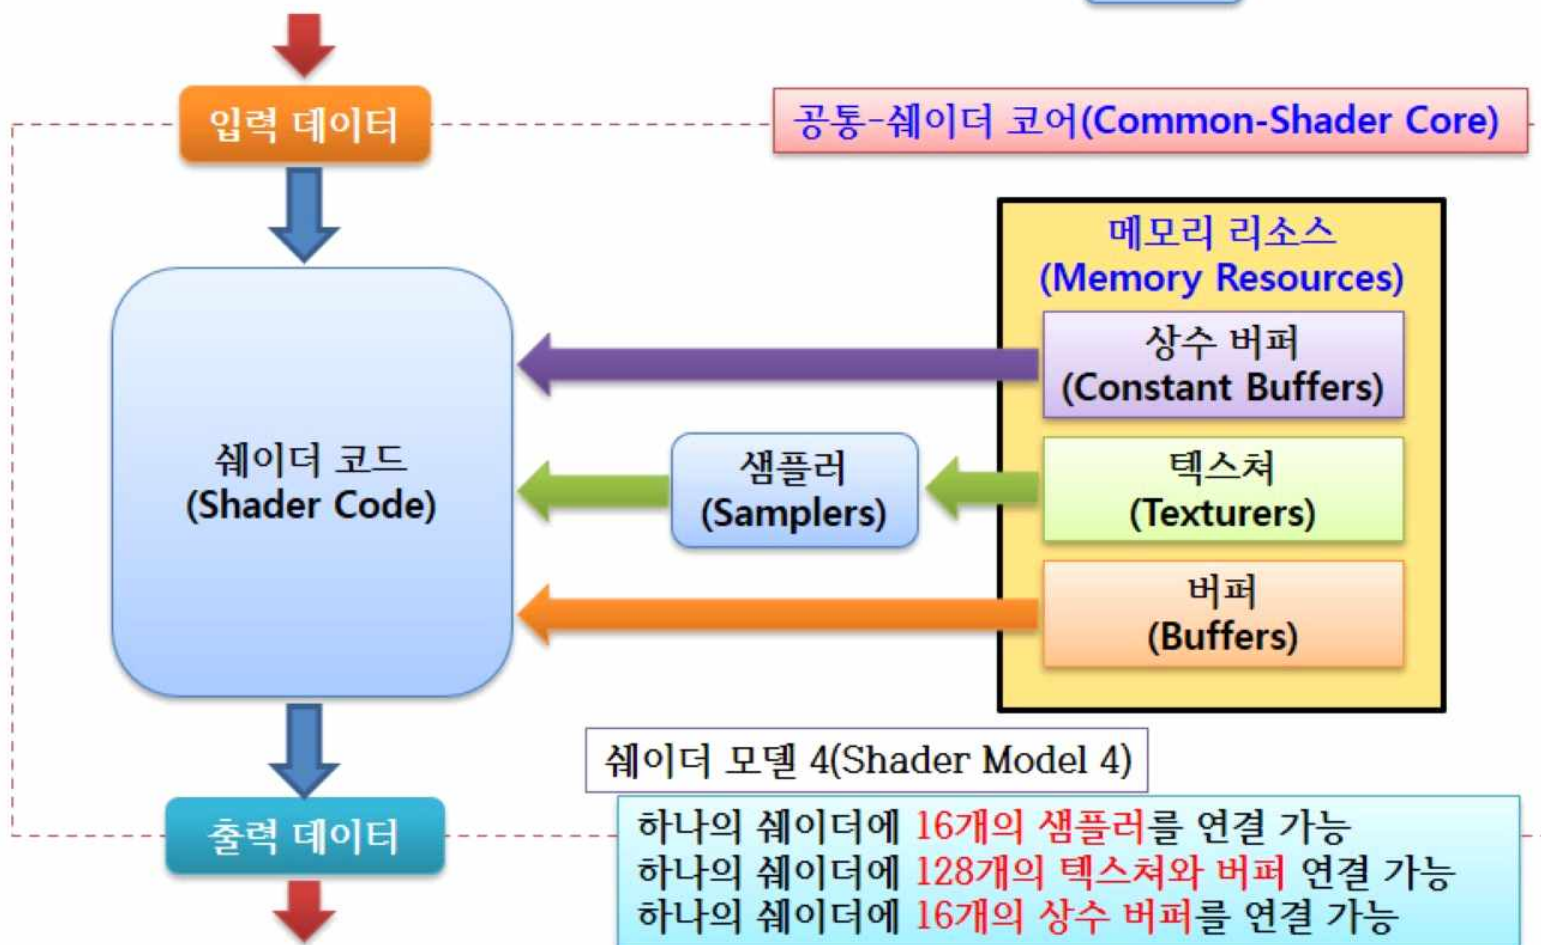 입력 데이터
공통-쉐이더 코어(Common-Shader Core)
메모리 리소스
(Memory Resources)
상수 버퍼
(Constant Buffers)
쉐이더 코드
(Shader Code)
샘플러
(Samplers)
텍스쳐
(Texturers)
버퍼
(Buffers)
쉐이더 모델 4(Shader Model 4)
출력 데이터
하나의 쉐이더에 16개의 샘플러를 연결 가능
하나의 쉐이더에 128개의 텍스쳐와 버퍼 연결 가능
하나의 쉐이더에 16개의 상수 버퍼를 연결 가능